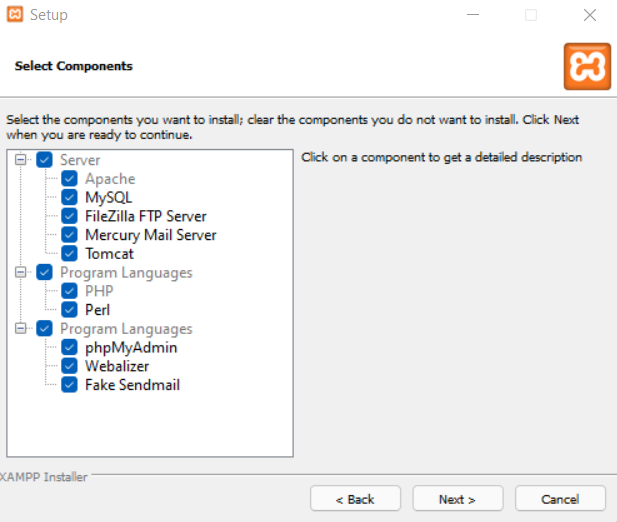 Setup
Select Components
Select the components you want to install; clear the components you do not want to install. Click Next
when you are ready to continue.
Server
Apache
MySQL
FileZilla FTP Server
Mercury Mail Server
Tomcat
Program Languages
PHP
Perl
Program Languages
phpMyAdmin
Webalizer
Fake Sendmail
Click on a component to get a detailed description
XAMPP Installer
< Back
Next >
Cancel